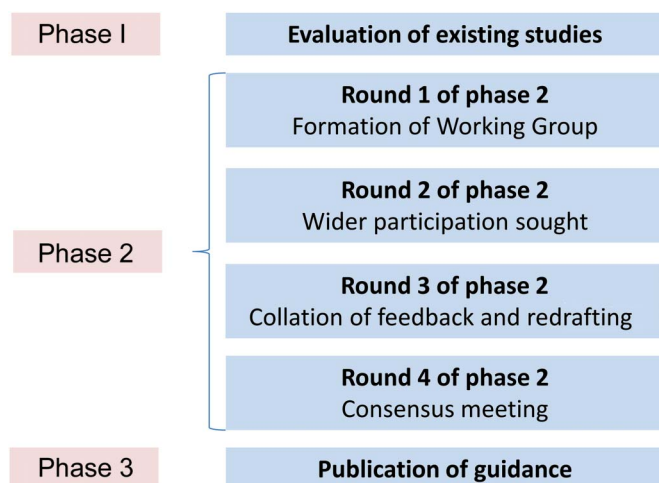 Phase I
Evaluation of existing studies
Round 1 of phase 2
Formation of Working Group
Round 2 of phase 2
Wider participation sought
Phase 2
Round 3 of phase 2
Collation of feedback and redrafting
Round 4 of phase 2
Consensus meeting
Phase 3
Publication of guidance